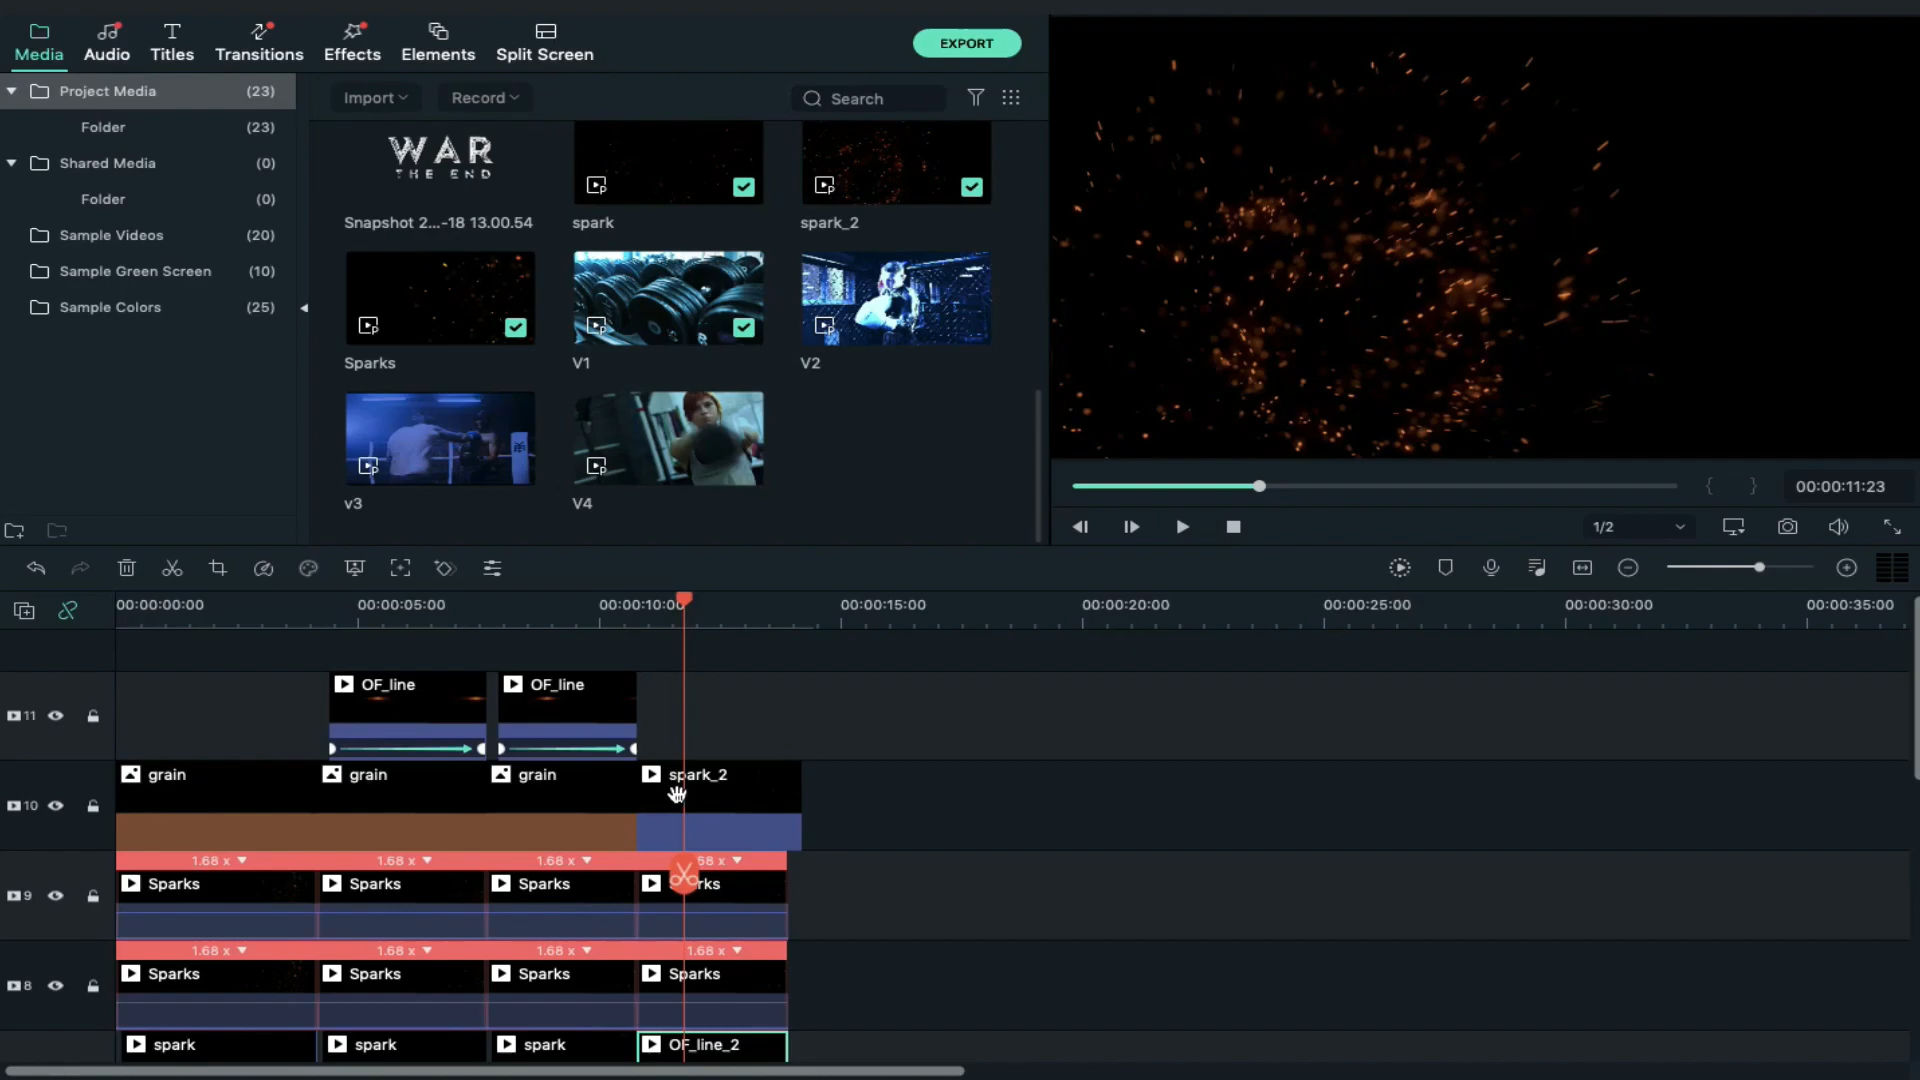 Media Audio Titles Transitions Effects Elements Split Screen EXPORT
Project Media (23)
Folder (23)
Shared Media (0)
Folder (0)
Sample Videos (20)
Sample Green Screen (10)
Sample Colors (25)
Import Record Search
WAR
THE END
Snapshot 2...-18 13.00.54 spark spark_2
Sparks V1 V2
v3 V4
{ } 00:00:11:23
1/2
00:00:00:00 00:00:05:00 00:00:10:00 00:00:15:00 00:00:20:00 00:00:25:00 00:00:30:00 00:00:35:00
11 OF_line OF_line
10 grain grain grain spark_2
1.68 x 1.68 x 1.68 x 68 x
9 Sparks Sparks Sparks rks
1.68 x 1.68 x 1.68 x 1.68 x
8 Sparks Sparks Sparks Sparks
spark spark spark OF_line_2